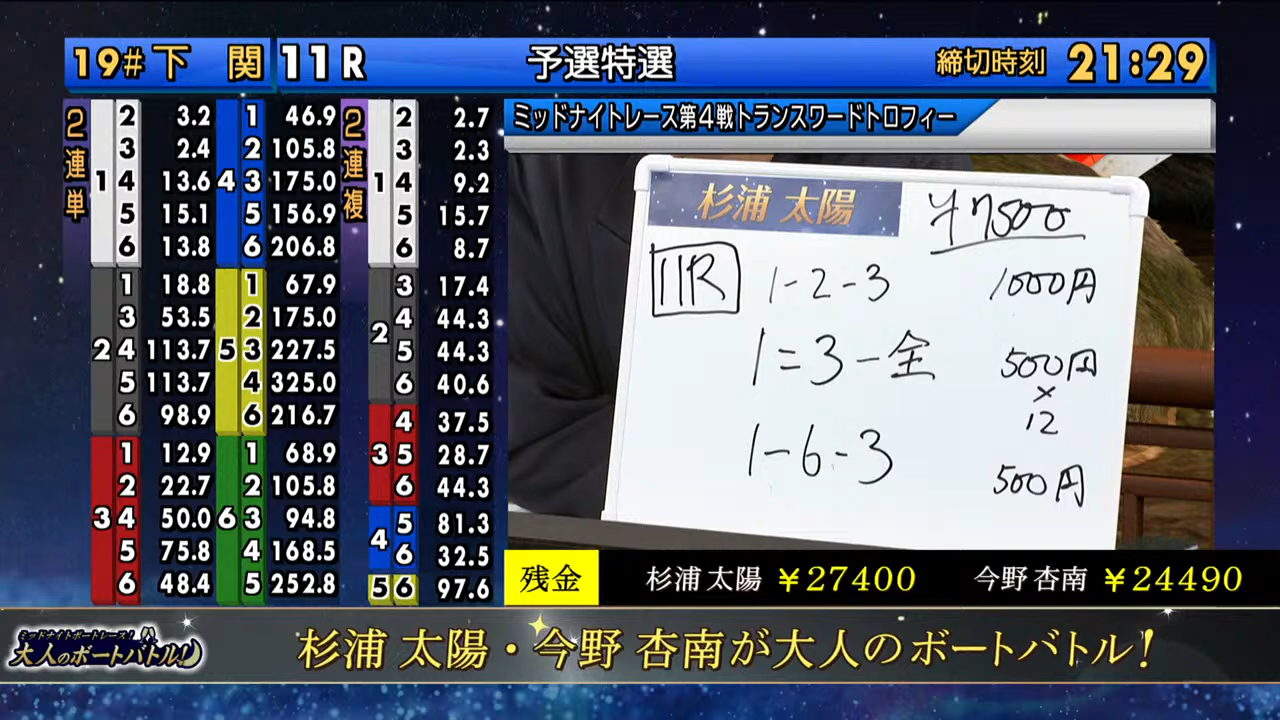 19# 下 関 11R 予選特選 締切時刻 21:29
ミッドナイトレース第4戦トランスワードトロフィー
2連単
1 2 3.2
3 2.4
4 13.6
5 15.1
6 13.8
2 1 18.8
3 53.5
4 113.7
5 113.7
6 98.9
3 1 12.9
2 22.7
4 50.0
5 75.8
6 48.4
4 1 46.9
2 105.8
3 175.0
5 156.9
6 206.8
5 1 67.9
2 175.0
3 227.5
4 325.0
6 216.7
6 1 68.9
2 105.8
3 94.8
4 168.5
5 252.8
2連複
1 2 2.7
3 2.3
4 9.2
5 15.7
6 8.7
2 3 17.4
4 44.3
5 44.3
6 40.6
3 4 37.5
5 28.7
6 44.3
4 5 81.3
6 32.5
5 6 97.6
杉浦 太陽 ¥7500
11R 1-2-3 1000円
1=3-全 500円
×
12
1-6-3 500円
残金 杉浦 太陽 ¥27400 今野 杏南 ¥24490
ミッドナイトボートレース!
大人のボートバトル!
杉浦 太陽・今野 杏南が大人のボートバトル!